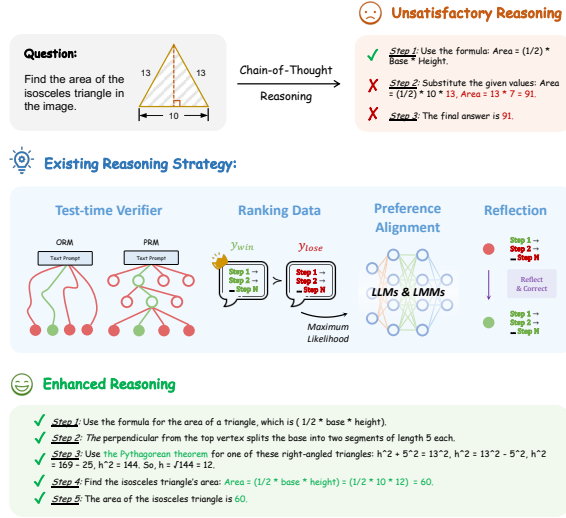 Unsatisfactory Reasoning
Question:
Find the area of the
isosceles triangle in
the image.
13
13
10
Chain-of-Thought
Reasoning
Step 1: Use the formula: Area = (1/2) *
Base * Height.
Step 2: Substitute the given values: Area
= (1/2) * 10 * 13, Area = 13 * 7 = 91.
Step 3: The final answer is 91.
Existing Reasoning Strategy:
Test-time Verifier
Ranking Data
Preference
Alignment
Reflection
ORM
PRM
Text Prompt
Text Prompt
y_win
y_lose
Step 1 →
Step 2 →
... Step N
≻
Step 1 →
Step 2 →
... Step N
Maximum
Likelihood
LLMs & LMMs
Step 1 →
Step 2 →
... Step N
Reflect
& Correct
Step 1 →
Step 2 →
... Step N
Enhanced Reasoning
Step 1: Use the formula for the area of a triangle, which is ( 1/2 * base * height).
Step 2: The perpendicular from the top vertex splits the base into two segments of length 5 each.
Step 3: Use the Pythagorean theorem for one of these right-angled triangles: h^2 + 5^2 = 13^2, h^2 = 13^2 - 5^2, h^2
= 169 − 25, h^2 = 144. So, h = √144 = 12.
Step 4: Find the isosceles triangle's area: Area = (1/2 * base * height) = (1/2 * 10 * 12) = 60.
Step 5: The area of the isosceles triangle is 60.